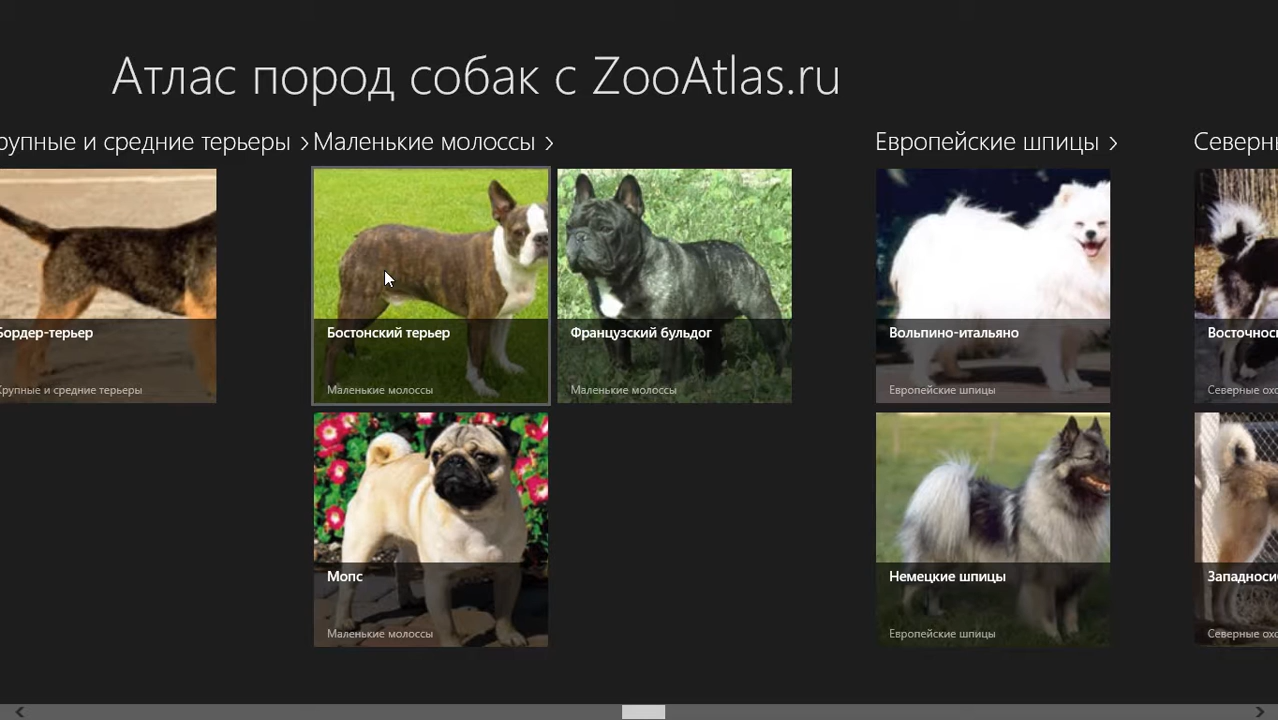 Атлас пород собак с ZooAtlas.ru
рупные и средние терьеры
Маленькие молоссы
Европейские шпицы
Северн
Бордер-терьер
Крупные и средние терьеры
Бостонский терьер
Маленькие молоссы
Французский бульдог
Маленькие молоссы
Вольпино-итальяно
Европейские шпицы
Восточнос
Северные охо
Мопс
Маленькие молоссы
Немецкие шпицы
Европейские шпицы
Западноси
Северные охо